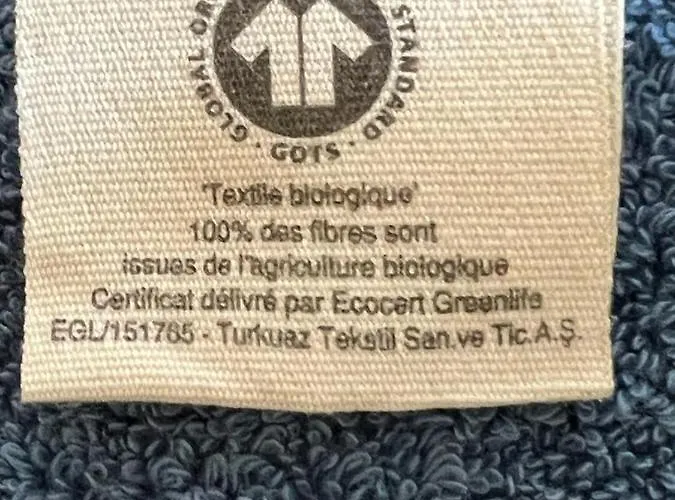 GLOBAL OR
STANDARD
· GOTS ·
'Textile biologique'
100% des fibres sont
issues de l'agriculture biologique
Certificat délivré par Ecocert Greenlife
EGL/151765 - Turkuaz Tekstil San.ve Tic.A.Ş.